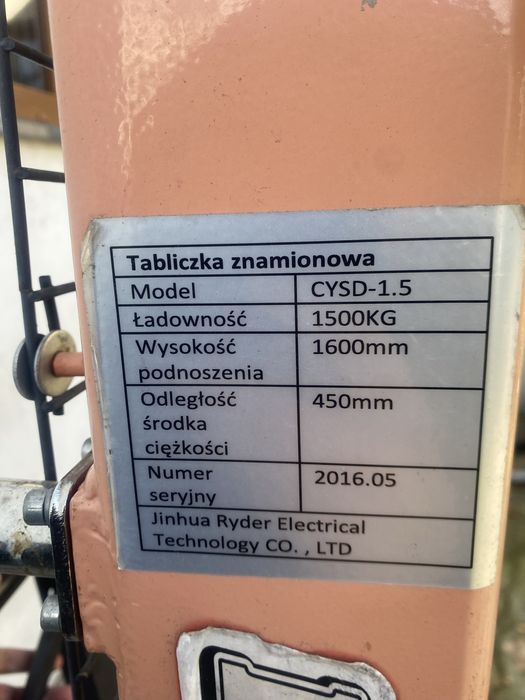 Tabliczka znamionowa
Model CYSD-1.5
Ładowność 1500KG
Wysokość 1600mm
podnoszenia
Odległość 450mm
środka
ciężkości
Numer 2016.05
seryjny
Jinhua Ryder Electrical
Technology CO. , LTD